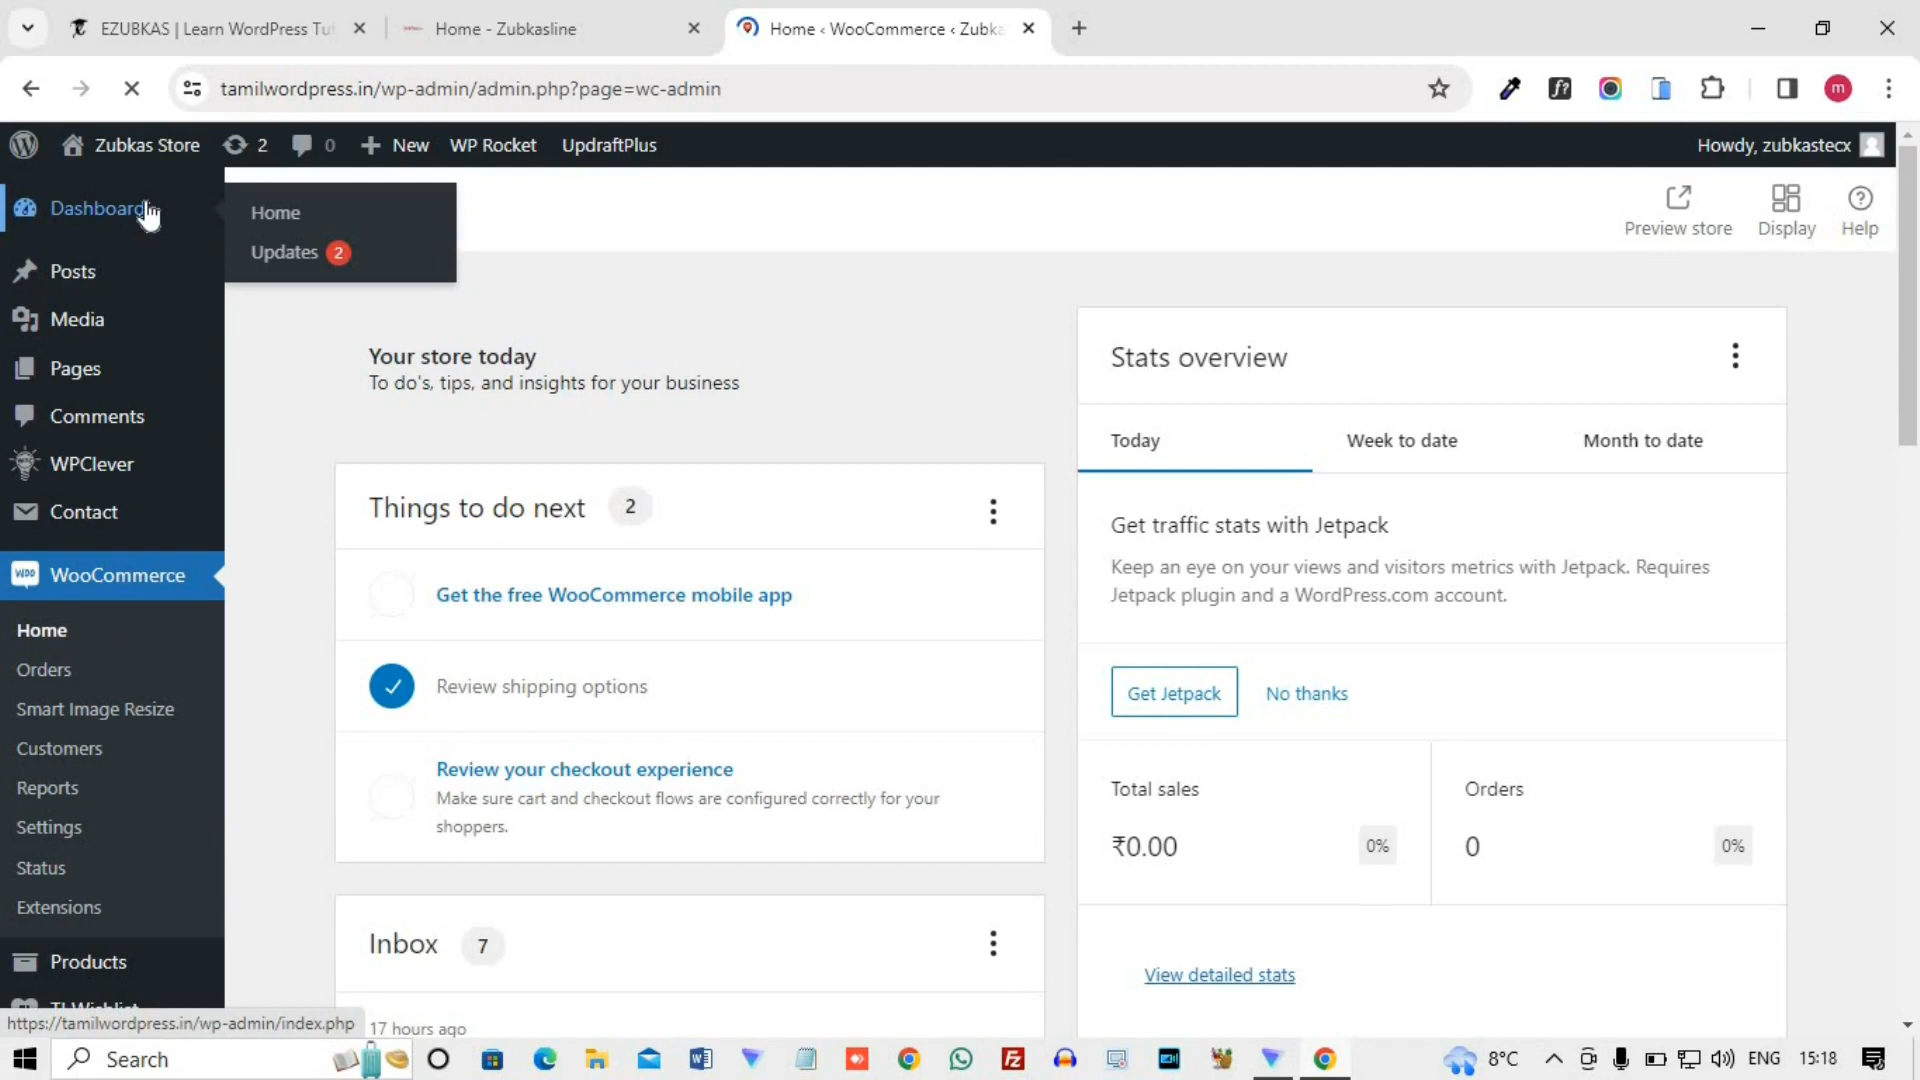 EZUBKAS | Learn WordPress Tu
Home - Zubkasline
Home ‹ WooCommerce ‹ Zubka
tamilwordpress.in/wp-admin/admin.php?page=wc-admin
m
Zubkas Store
2
0
New
WP Rocket
UpdraftPlus
Howdy, zubkastecx
Dashboard
Home
Updates 2
Posts
Media
Pages
Comments
WPClever
Contact
WooCommerce
Home
Orders
Smart Image Resize
Customers
Reports
Settings
Status
Extensions
Products
TI Wishlist
https://tamilwordpress.in/wp-admin/index.php
Preview store
Display
Help
Your store today
To do's, tips, and insights for your business
Things to do next 2
Get the free WooCommerce mobile app
Review shipping options
Review your checkout experience
Make sure cart and checkout flows are configured correctly for your
shoppers.
Inbox 7
17 hours ago
Stats overview
Today
Week to date
Month to date
Get traffic stats with Jetpack
Keep an eye on your views and visitors metrics with Jetpack. Requires
Jetpack plugin and a WordPress.com account.
Get Jetpack
No thanks
Total sales
₹0.00
0%
Orders
0
0%
View detailed stats
Search
8°C
ENG
15:18